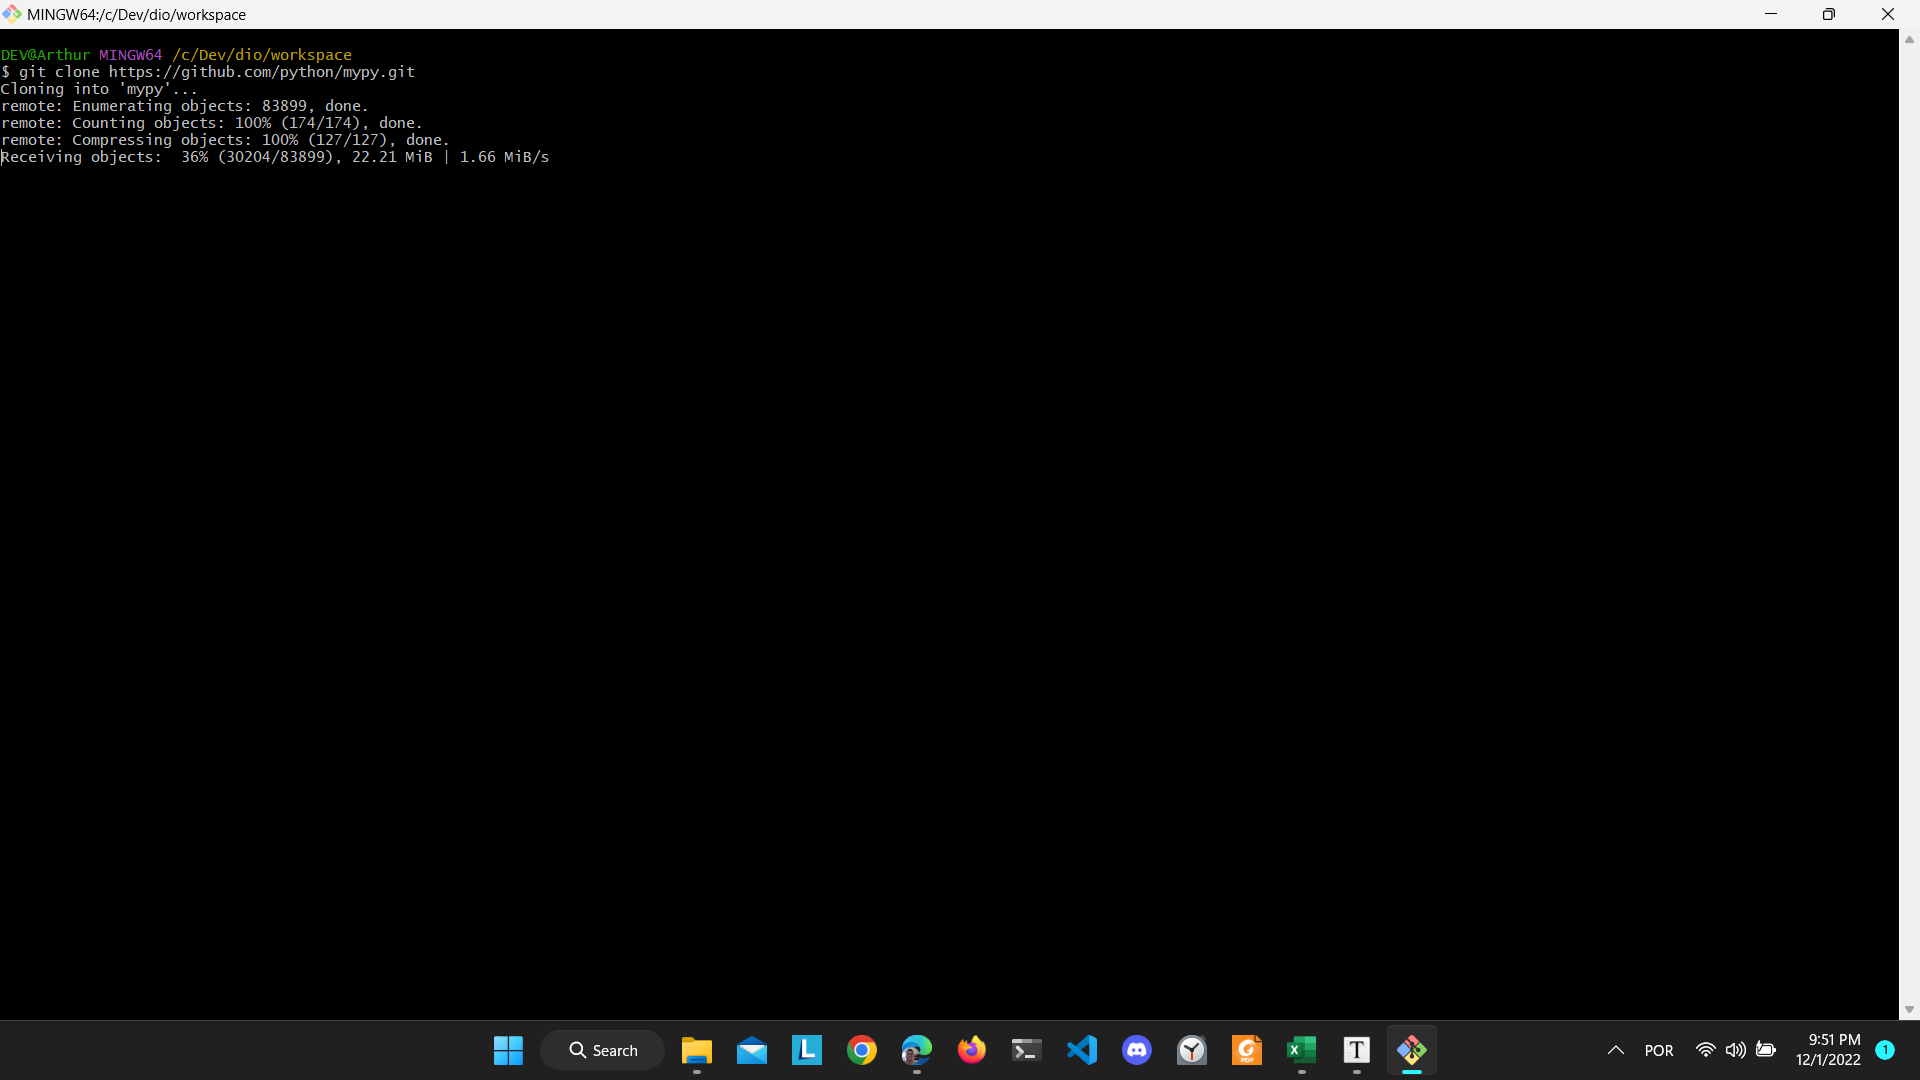 MINGW64:/c/Dev/dio/workspace
DEV@Arthur MINGW64 /c/Dev/dio/workspace
$ git clone https://github.com/python/mypy.git
Cloning into 'mypy'...
remote: Enumerating objects: 83899, done.
remote: Counting objects: 100% (174/174), done.
remote: Compressing objects: 100% (127/127), done.
Receiving objects:  36% (30204/83899), 22.21 MiB | 1.66 MiB/s
Search
L
PDF
X
T
POR
9:51 PM
12/1/2022
1